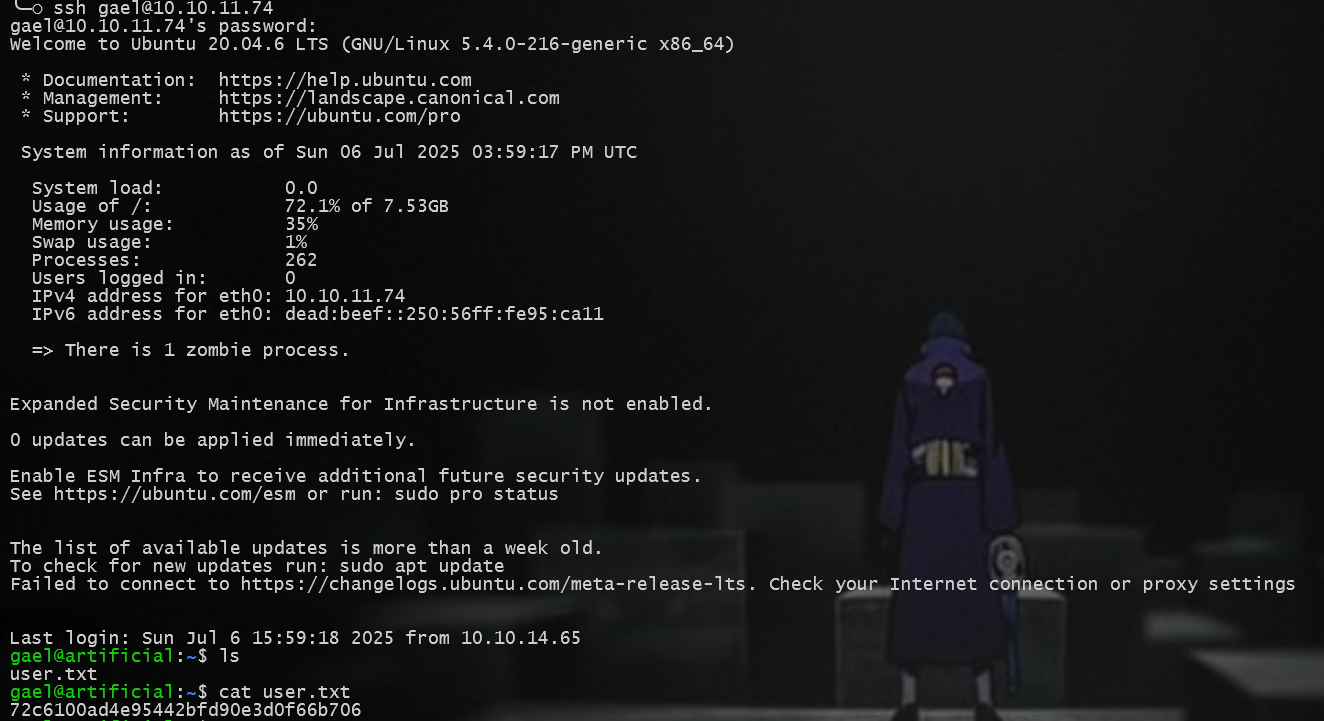 ╰─○ ssh gael@10.10.11.74
gael@10.10.11.74's password:
Welcome to Ubuntu 20.04.6 LTS (GNU/Linux 5.4.0-216-generic x86_64)
* Documentation:  https://help.ubuntu.com
* Management:     https://landscape.canonical.com
* Support:        https://ubuntu.com/pro
System information as of Sun 06 Jul 2025 03:59:17 PM UTC
System load:             0.0
Usage of /:              72.1% of 7.53GB
Memory usage:            35%
Swap usage:              1%
Processes:               262
Users logged in:         0
IPv4 address for eth0: 10.10.11.74
IPv6 address for eth0: dead:beef::250:56ff:fe95:ca11
=> There is 1 zombie process.
Expanded Security Maintenance for Infrastructure is not enabled.
0 updates can be applied immediately.
Enable ESM Infra to receive additional future security updates.
See https://ubuntu.com/esm or run: sudo pro status
The list of available updates is more than a week old.
To check for new updates run: sudo apt update
Failed to connect to https://changelogs.ubuntu.com/meta-release-lts. Check your Internet connection or proxy settings
Last login: Sun Jul 6 15:59:18 2025 from 10.10.14.65
gael@artificial:~$ ls
user.txt
gael@artificial:~$ cat user.txt
72c6100ad4e95442bfd90e3d0f66b706